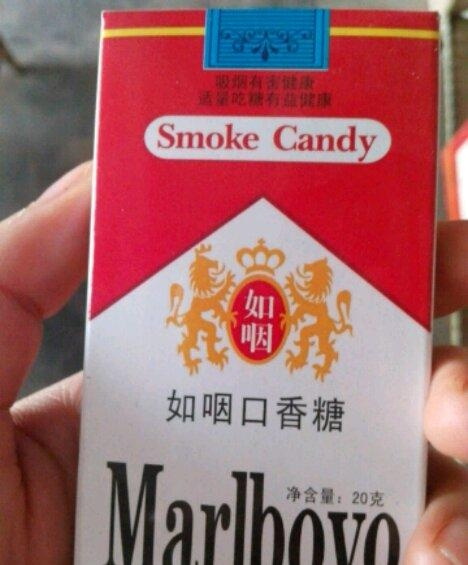 吸烟有害健康
适量吃糖有益健康
Smoke Candy
如
咽
如咽口香糖
净含量：20克
Marlbovo